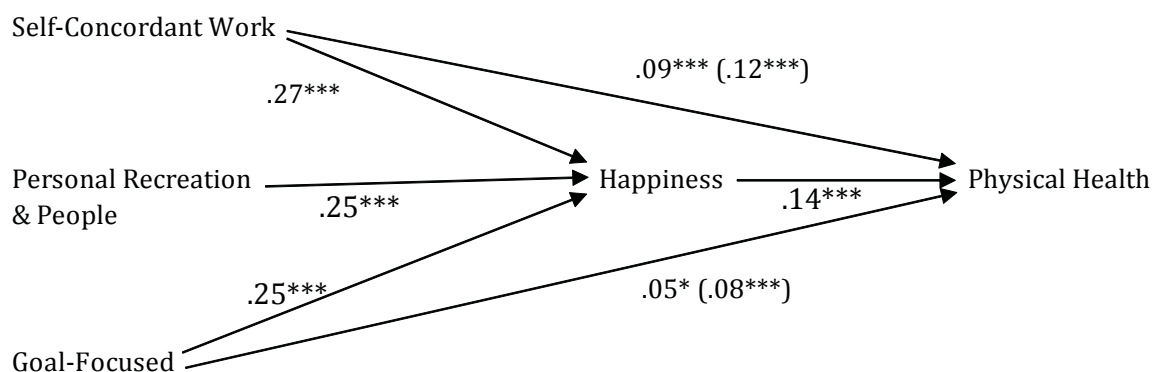 Self-Concordant Work
.09*** (.12***)
.27***
Personal Recreation
& People
Happiness
Physical Health
.25***
.14***
.05* (.08***)
.25***
Goal-Focused